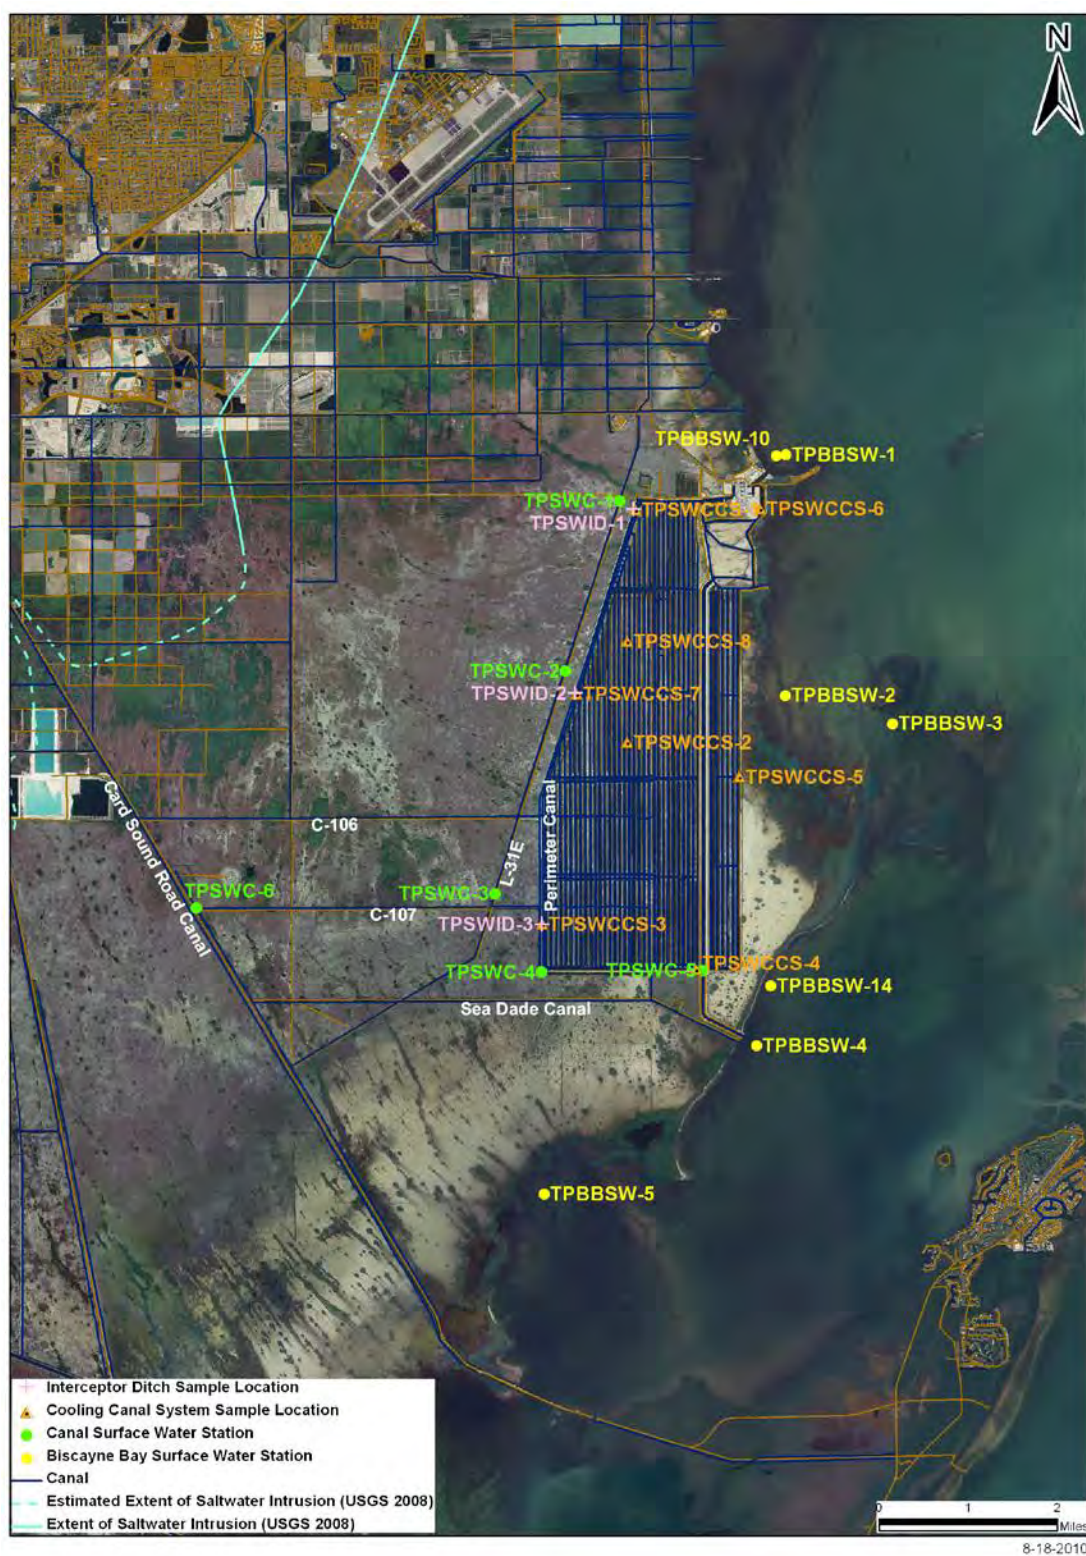 N
TPBBSW-10
TPBBSW-1
TPSWC-1
TPSWCCS-1
TPSWCCS-6
TPSWID-1
TPSWCCS-8
TPSWC-2
TPSWID-2
TPSWCCS-7
TPBBSW-2
TPBBSW-3
TPSWCCS-2
TPSWCCS-5
Card Sound Road Canal
C-106
Perimeter Canal
L-31E
TPSWC-6
TPSWC-3
C-107
TPSWID-3
TPSWCCS-3
TPSWC-4
TPSWC-5
TPSWCCS-4
TPBBSW-14
Sea Dade Canal
TPBBSW-4
TPBBSW-5
Interceptor Ditch Sample Location
Cooling Canal System Sample Location
Canal Surface Water Station
Biscayne Bay Surface Water Station
Canal
Estimated Extent of Saltwater Intrusion (USGS 2008)
Extent of Saltwater Intrusion (USGS 2008)
0 1 2
Miles
8-18-2010